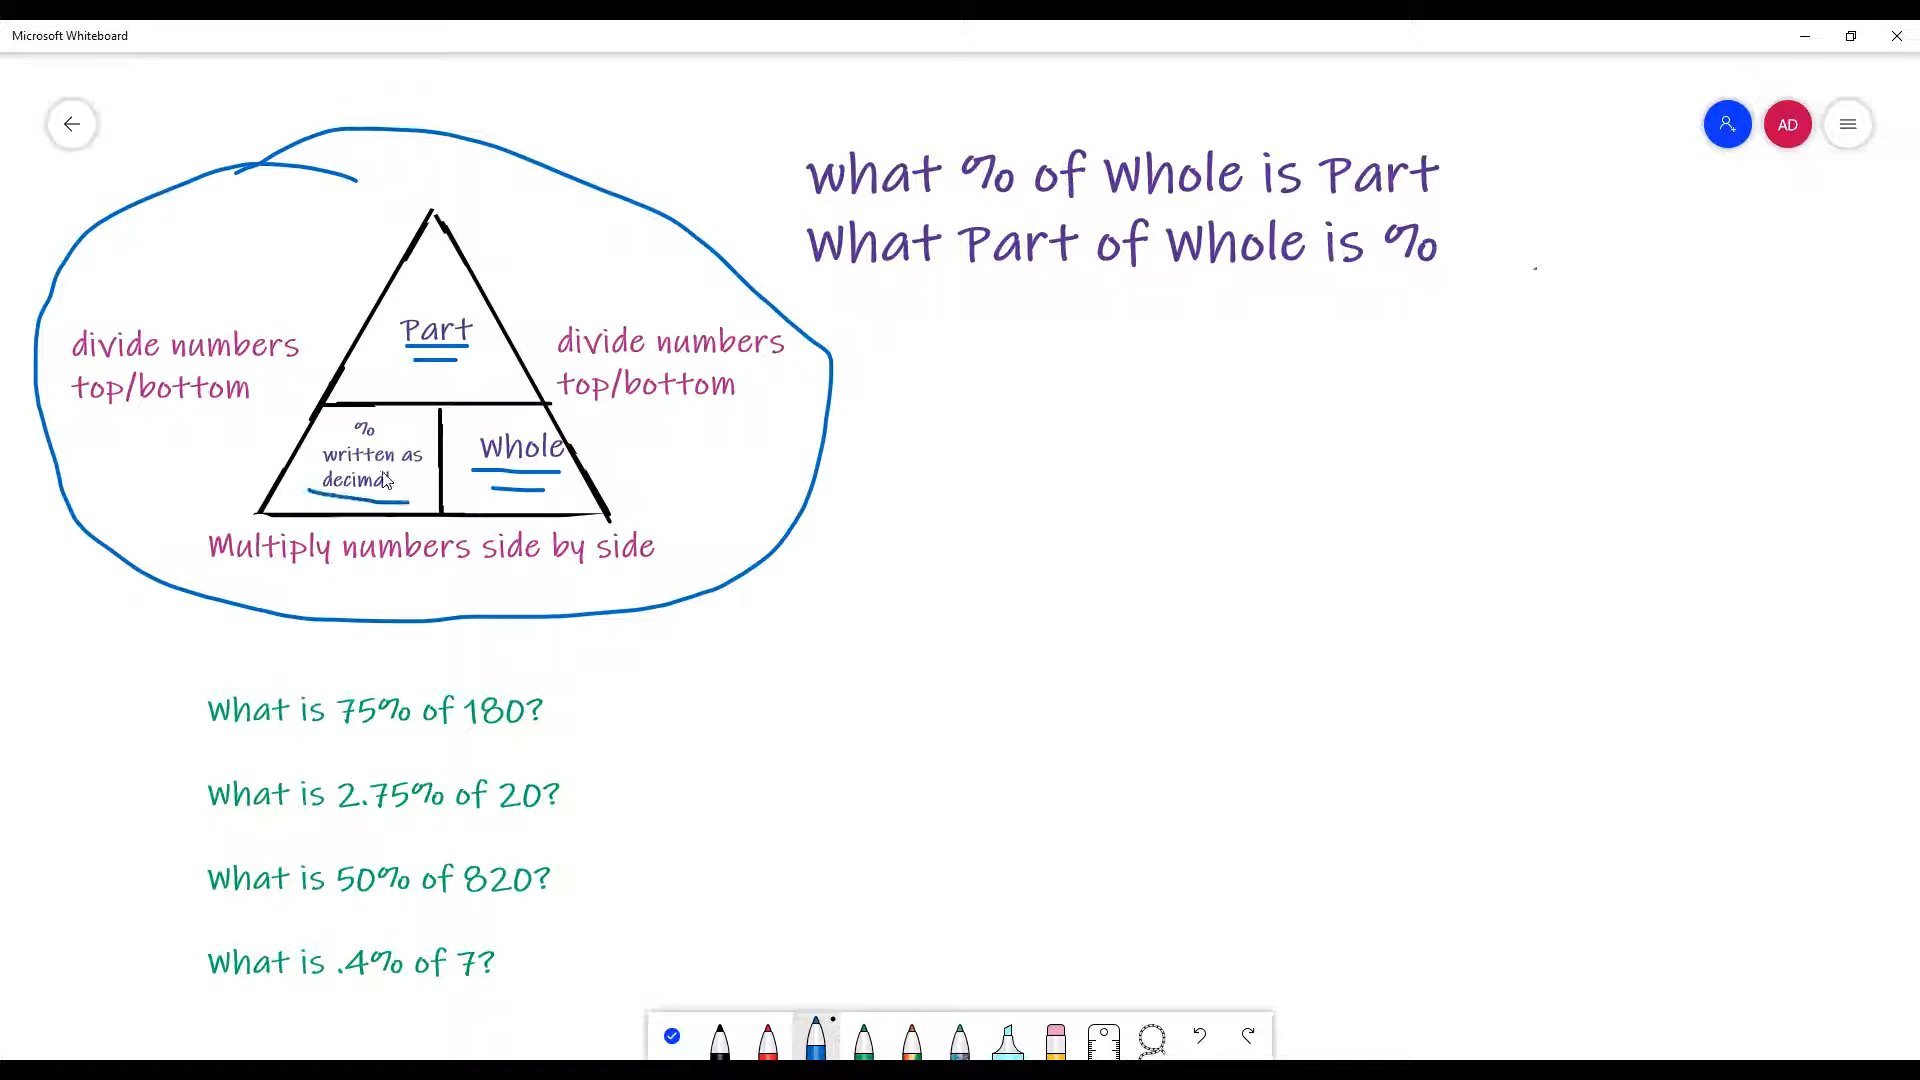 Microsoft Whiteboard
AD
what % of Whole is Part
What Part of Whole is %
Part
divide numbers
top/bottom
divide numbers
top/bottom
%
written as
decimal
Whole
Multiply numbers side by side
What is 75% of 180?
What is 2.75% of 20?
What is 50% of 820?
What is .4% of 7?